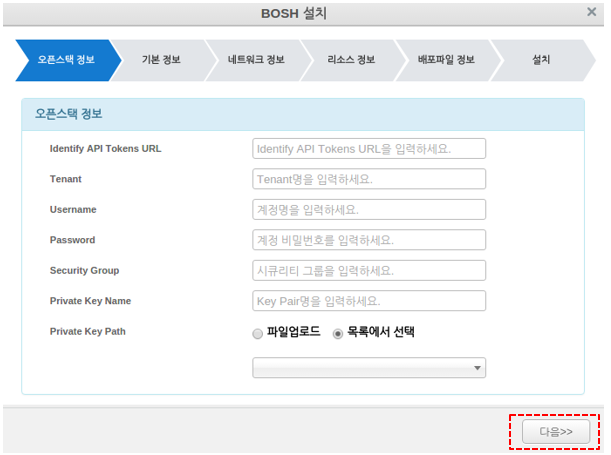 BOSH 설치
×
오픈스택 정보 기본 정보 네트워크 정보 리소스 정보 배포파일 정보 설치
오픈스택 정보
Identify API Tokens URL Identify API Tokens URL을 입력하세요.
Tenant Tenant명을 입력하세요.
Username 계정명을 입력하세요.
Password 계정 비밀번호를 입력하세요.
Security Group 시큐리티 그룹을 입력하세요.
Private Key Name Key Pair명을 입력하세요.
Private Key Path 파일업로드 목록에서 선택
다음>>